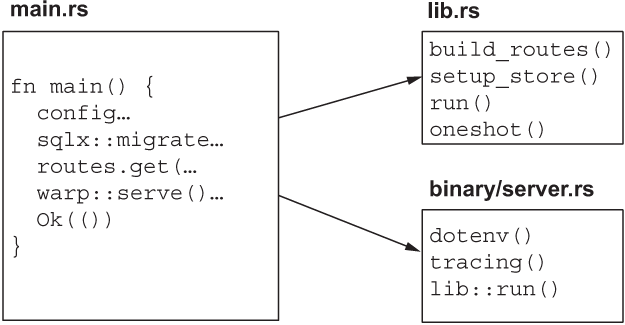 main.rs
fn main() {
config…
sqlx::migrate…
routes.get(…
warp::serve()…
Ok(())
}
lib.rs
build_routes()
setup_store()
run()
oneshot()
binary/server.rs
dotenv()
tracing()
lib::run()